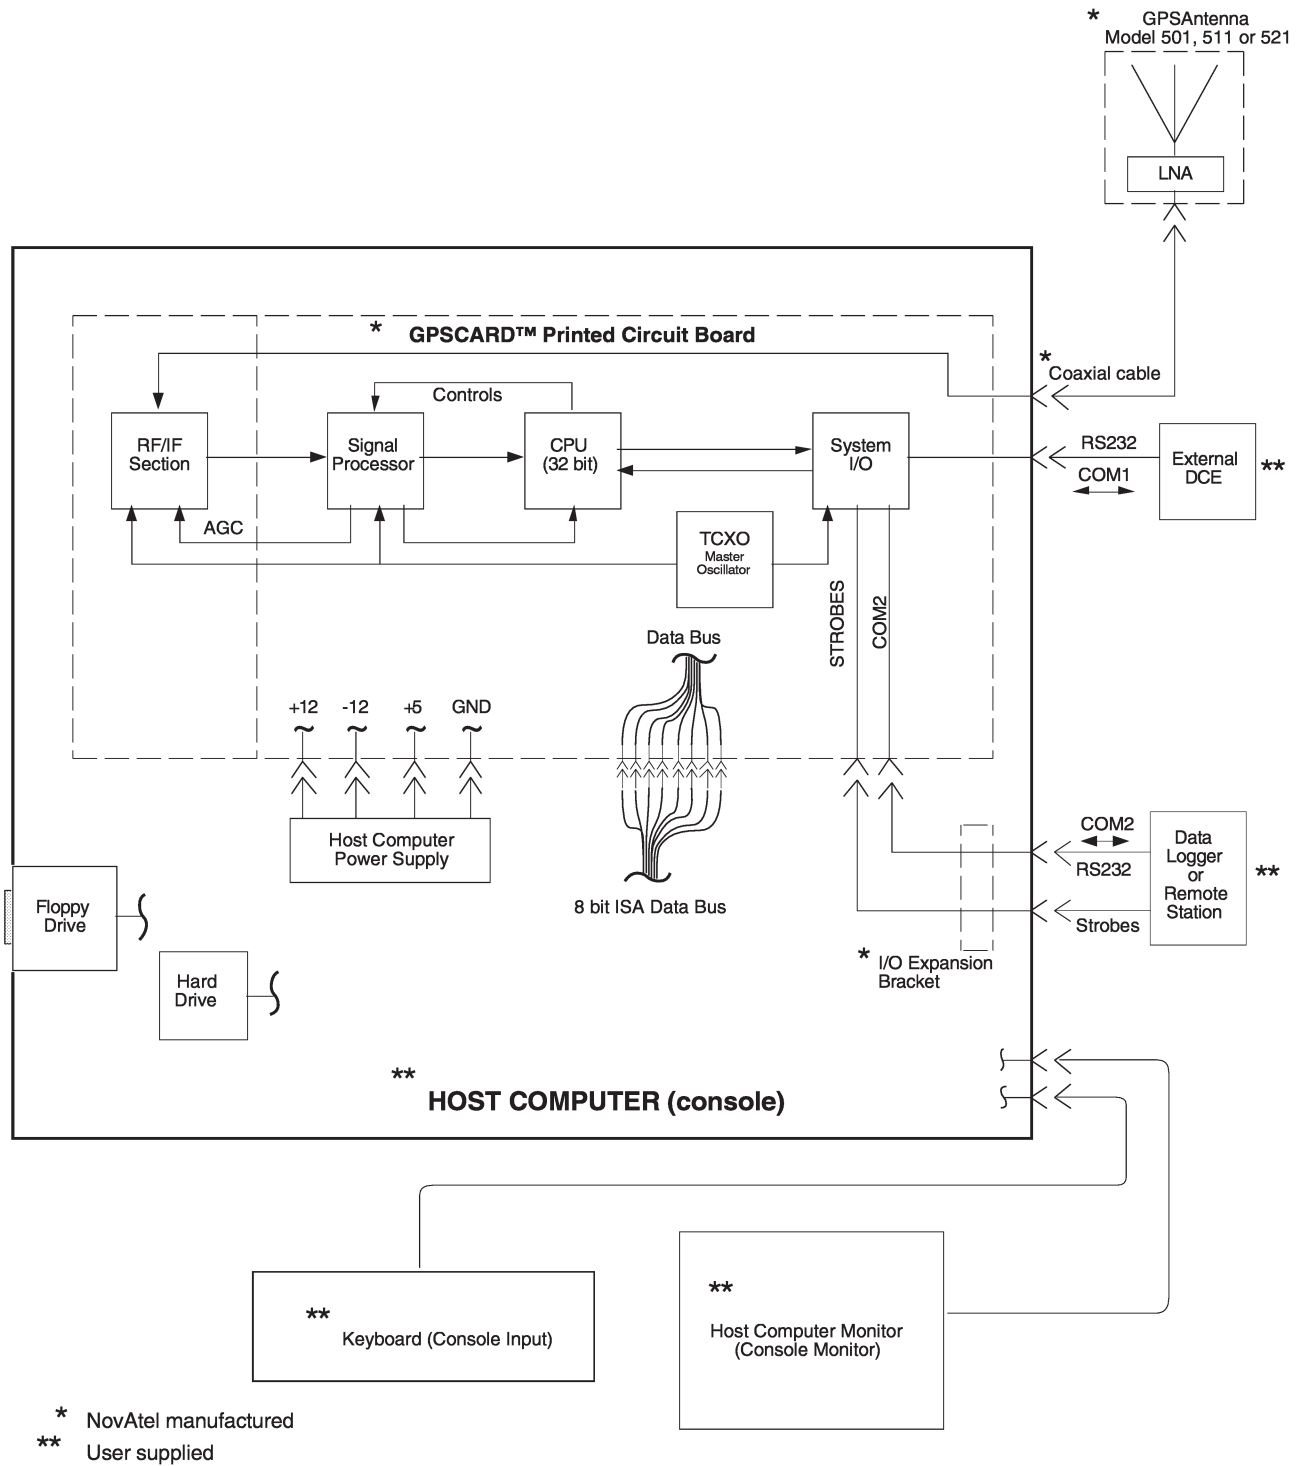 * GPSAntenna
Model 501, 511 or 521
LNA
* GPSCARD™ Printed Circuit Board
* Coaxial cable
Controls
RF/IF
Section
Signal
Processor
CPU
(32 bit)
System
I/O
RS232
COM1
External
DCE
**
AGC
TCXO
Master
Oscillator
STROBES
COM2
Data Bus
+12
-12
+5
GND
Host Computer
Power Supply
8 bit ISA Data Bus
COM2
RS232
Strobes
Data
Logger
or
Remote
Station
**
* I/O Expansion
Bracket
Floppy
Drive
Hard
Drive
**
HOST COMPUTER (console)
**
Keyboard (Console Input)
**
Host Computer Monitor
(Console Monitor)
* NovAtel manufactured
** User supplied